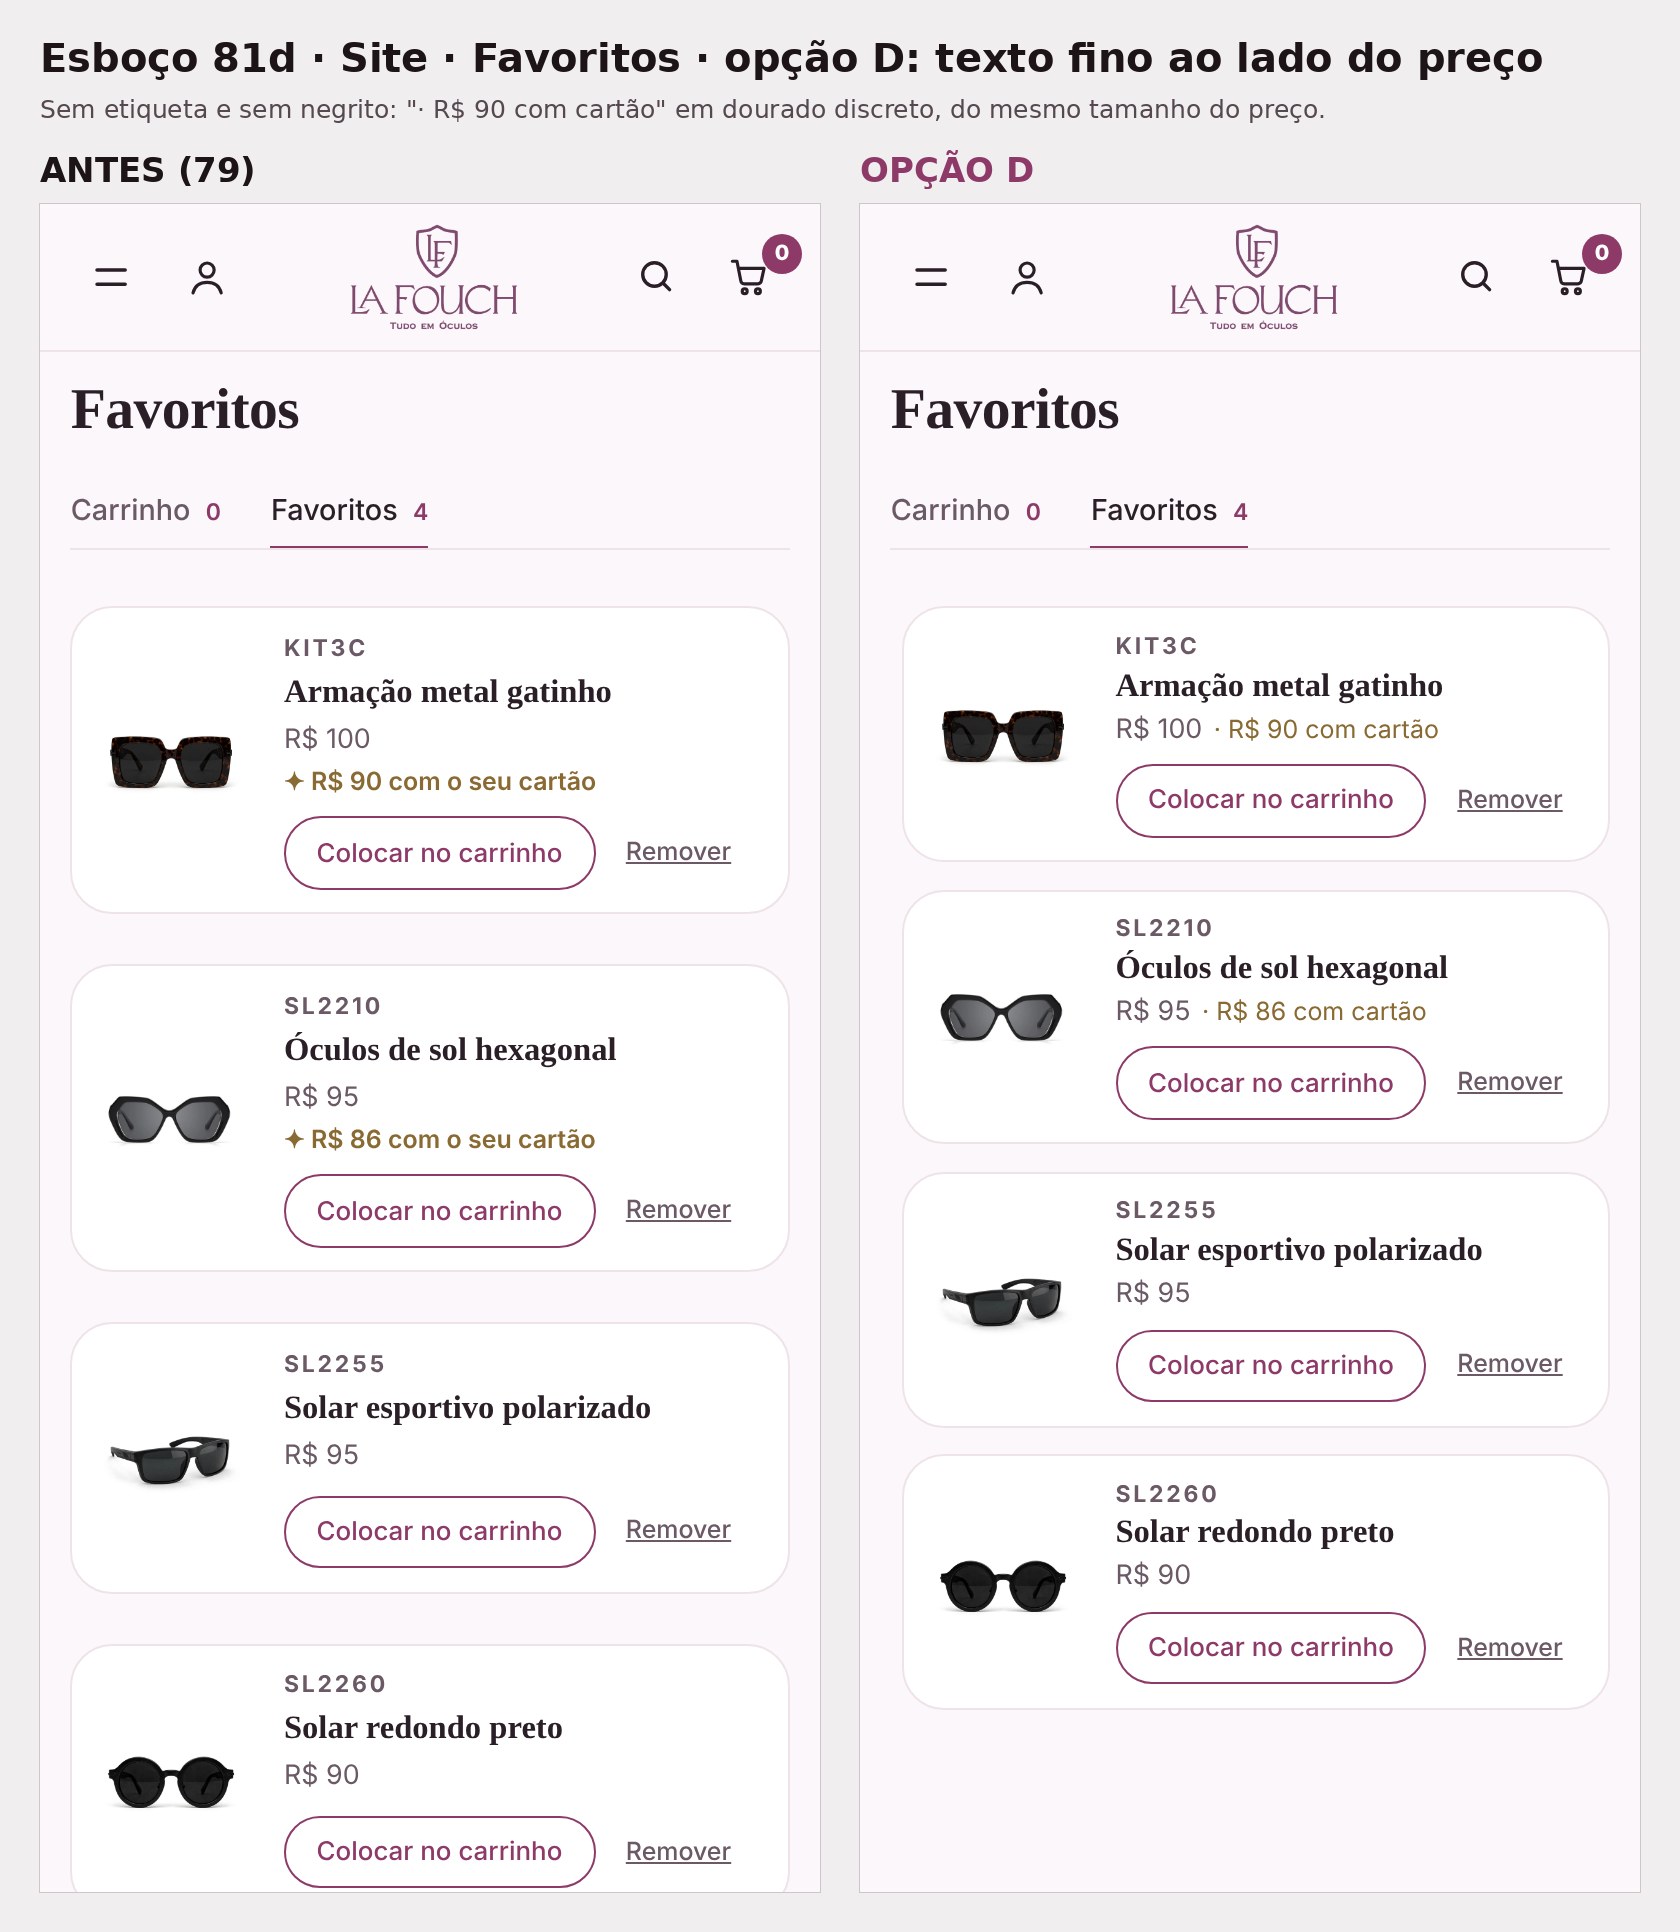 Esboço 81d · Site · Favoritos · opção D: texto fino ao lado do preço
Sem etiqueta e sem negrito: "· R$ 90 com cartão" em dourado discreto, do mesmo tamanho do preço.
ANTES (79)
LF
LA FOUCH
TUDO EM ÓCULOS
0
Favoritos
Carrinho 0 Favoritos 4
KIT3C
Armação metal gatinho
R$ 100
✦ R$ 90 com o seu cartão
Colocar no carrinho Remover
SL2210
Óculos de sol hexagonal
R$ 95
✦ R$ 86 com o seu cartão
Colocar no carrinho Remover
SL2255
Solar esportivo polarizado
R$ 95
Colocar no carrinho Remover
SL2260
Solar redondo preto
R$ 90
Colocar no carrinho Remover
OPÇÃO D
LF
LA FOUCH
TUDO EM ÓCULOS
0
Favoritos
Carrinho 0 Favoritos 4
KIT3C
Armação metal gatinho
R$ 100 · R$ 90 com cartão
Colocar no carrinho Remover
SL2210
Óculos de sol hexagonal
R$ 95 · R$ 86 com cartão
Colocar no carrinho Remover
SL2255
Solar esportivo polarizado
R$ 95
Colocar no carrinho Remover
SL2260
Solar redondo preto
R$ 90
Colocar no carrinho Remover